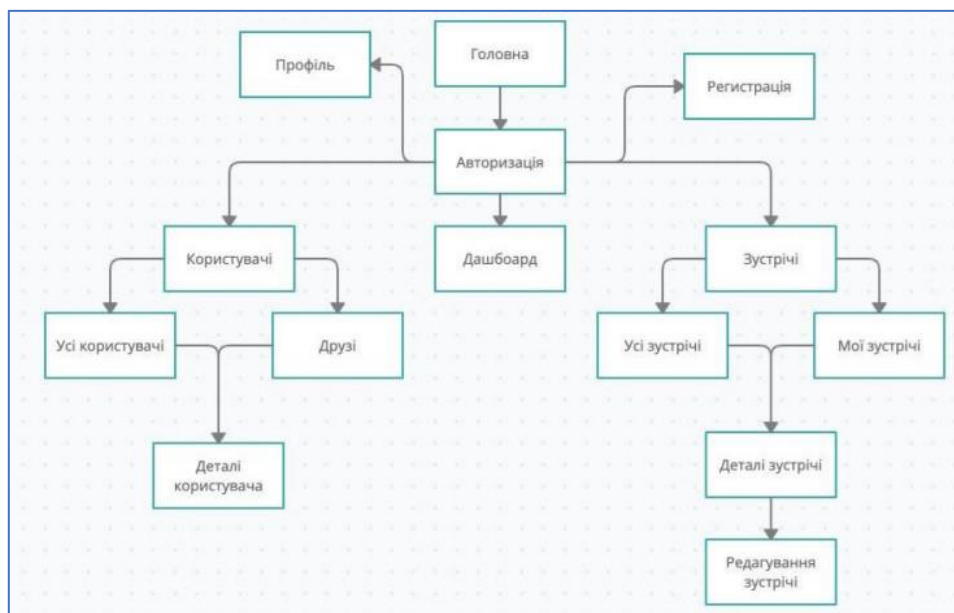 Головна
Профіль
Регистрація
Авторизація
Користувачі
Дашбоард
Зустрічі
Усі користувачі
Друзі
Усі зустрічі
Мої зустрічі
Деталі
користувача
Деталі зустрічі
Редагування
зустрічі